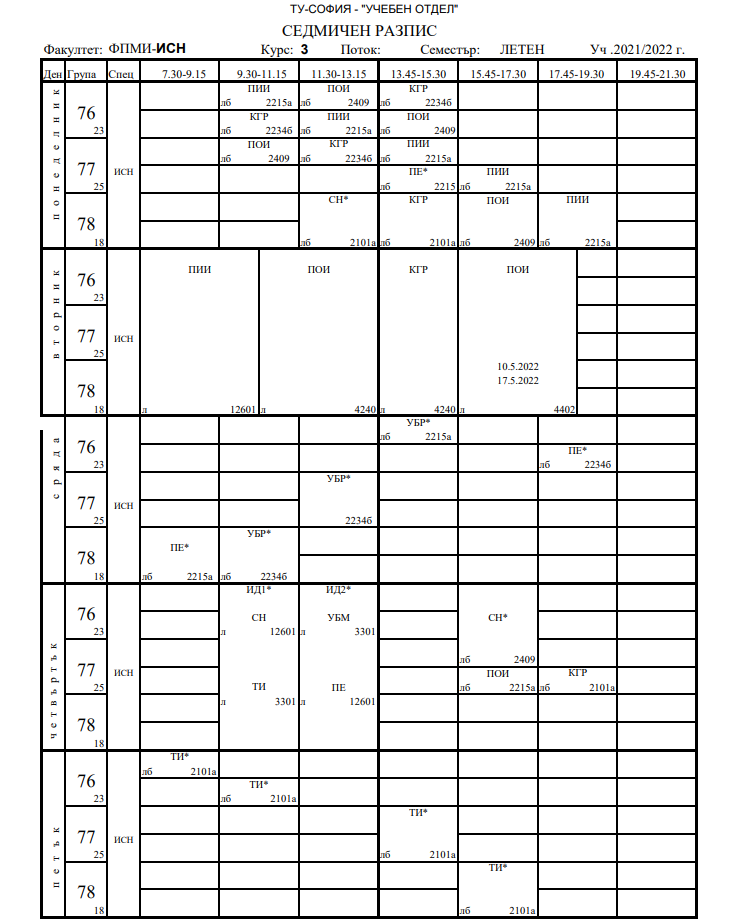 ТУ-СОФИЯ - "УЧЕБЕН ОТДЕЛ"
СЕДМИЧЕН РАЗПИС
Факултет: ФПМИ-ИСН Курс: 3 Поток: Семестър: ЛЕТЕН Уч .2021/2022 г.
Ден Група Спец 7.30-9.15 9.30-11.15 11.30-13.15 13.45-15.30 15.45-17.30 17.45-19.30 19.45-21.30
понеделник
ИСН
76
23
ПИИ ПОИ КГР
лб 2215а лб 2409 лб 2234б
КГР ПИИ ПОИ
лб 2234б лб 2215а лб 2409
77
25
ПОИ КГР ПИИ
лб 2409 лб 2234б лб 2215а
ПЕ* ПИИ
лб 2215 лб 2215а
78
18
СН* КГР ПОИ ПИИ
лб 2101а лб 2101а лб 2409 лб 2215а
вторник
ИСН
76
23
77
25
78
18
ПИИ ПОИ КГР ПОИ
10.5.2022
17.5.2022
л 12601 л 4240 л 4240 л 4402
сряда
ИСН
76
23
УБР*
лб 2215а
ПЕ*
лб 2234б
77
25
УБР*
2234б
78
18
УБР*
ПЕ*
лб 2215а лб 2234б
четвъртък
ИСН
76
23
ИД1* ИД2*
СН УБМ СН*
л 12601 л 3301
лб 2409
77
25
ПОИ КГР
ТИ ПЕ лб 2215а лб 2101а
л 3301 л 12601
78
18
петък
ИСН
76
23
ТИ*
лб 2101а
ТИ*
лб 2101а
77
25
ТИ*
лб 2101а
78
18
ТИ*
лб 2101а